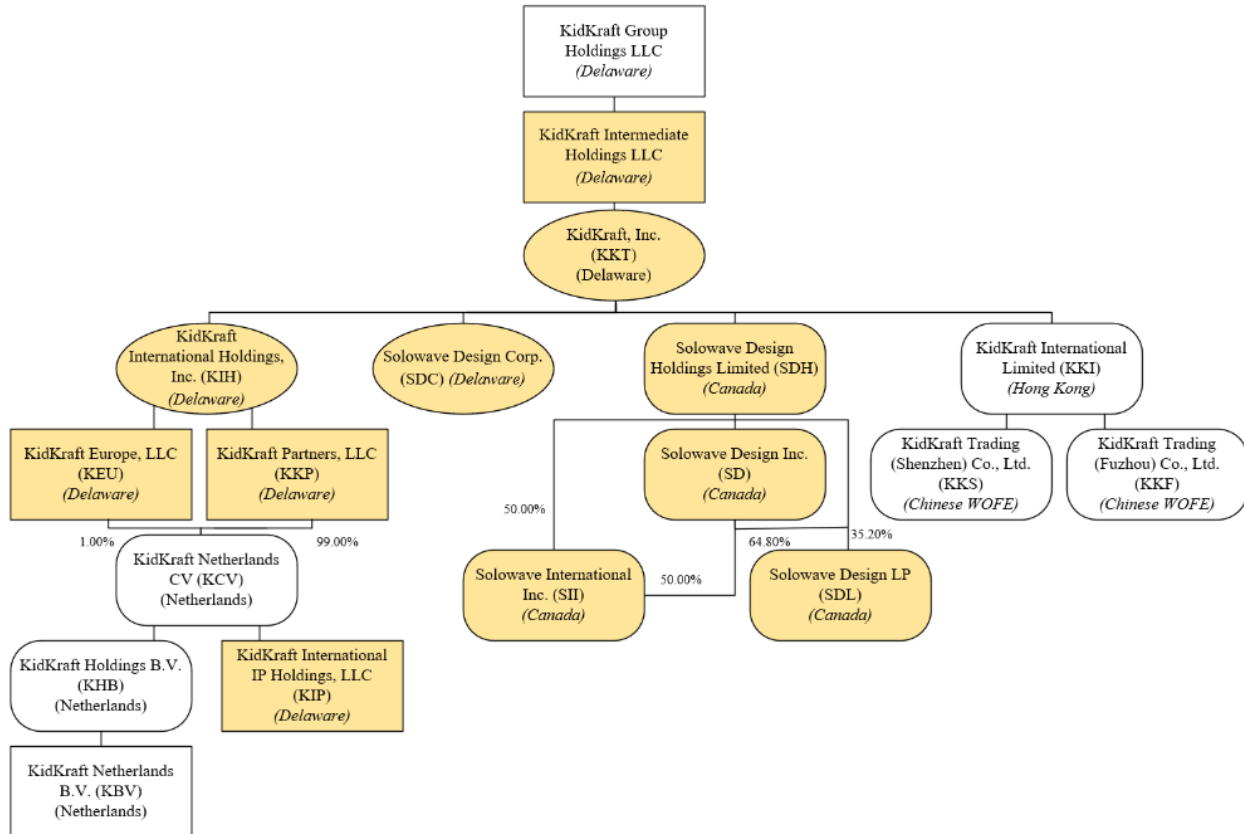 KidKraft Group
Holdings LLC
(Delaware)
KidKraft Intermediate
Holdings LLC
(Delaware)
KidKraft, Inc.
(KKT)
(Delaware)
KidKraft
International Holdings,
Inc. (KIH)
(Delaware)
Solowave Design Corp.
(SDC) (Delaware)
Solowave Design
Holdings Limited (SDH)
(Canada)
KidKraft International
Limited (KKI)
(Hong Kong)
KidKraft Europe, LLC
(KEU)
(Delaware)
KidKraft Partners, LLC
(KKP)
(Delaware)
Solowave Design Inc.
(SD)
(Canada)
KidKraft Trading
(Shenzhen) Co., Ltd.
(KKS)
(Chinese WOFE)
KidKraft Trading
(Fuzhou) Co., Ltd.
(KKF)
(Chinese WOFE)
1.00%
99.00%
50.00%
64.80%
35.20%
KidKraft Netherlands
CV (KCV)
(Netherlands)
Solowave International
Inc. (SII)
(Canada)
50.00%
Solowave Design LP
(SDL)
(Canada)
KidKraft Holdings B.V.
(KHB)
(Netherlands)
KidKraft International
IP Holdings, LLC
(KIP)
(Delaware)
KidKraft Netherlands
B.V. (KBV)
(Netherlands)